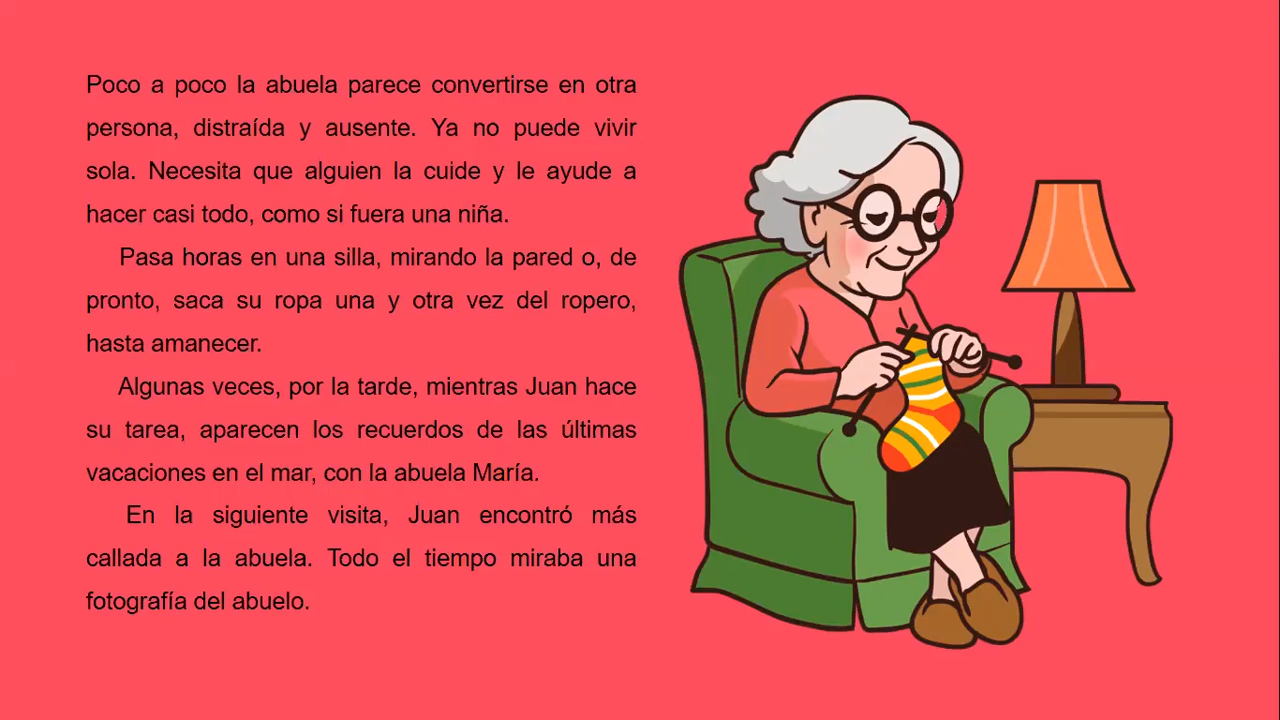 Poco a poco la abuela parece convertirse en otra
persona, distraída y ausente. Ya no puede vivir
sola. Necesita que alguien la cuide y le ayude a
hacer casi todo, como si fuera una niña.
Pasa horas en una silla, mirando la pared o, de
pronto, saca su ropa una y otra vez del ropero,
hasta amanecer.
Algunas veces, por la tarde, mientras Juan hace
su tarea, aparecen los recuerdos de las últimas
vacaciones en el mar, con la abuela María.
En la siguiente visita, Juan encontró más
callada a la abuela. Todo el tiempo miraba una
fotografía del abuelo.